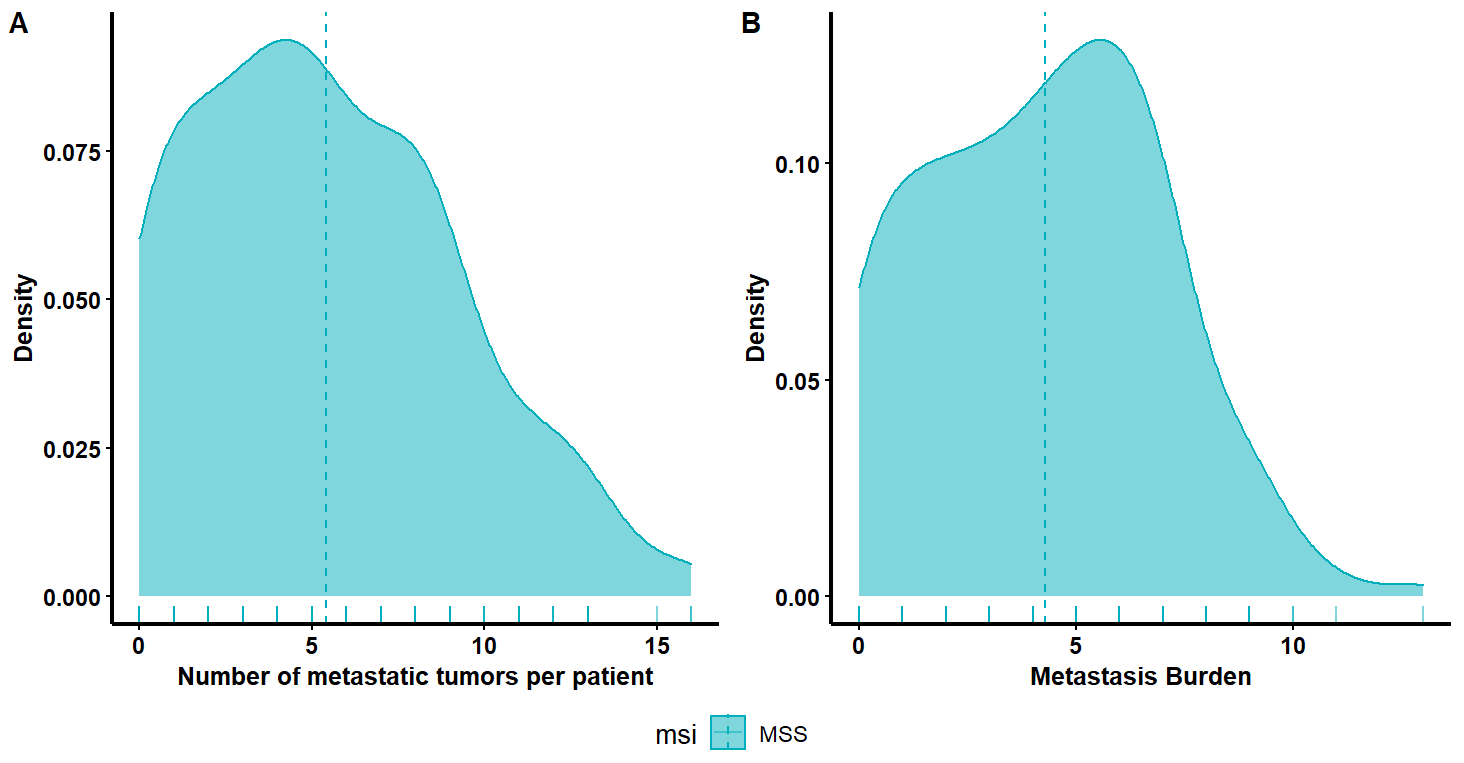 A
Density
0.075
0.050
0.025
0.000
0 5 10 15
Number of metastatic tumors per patient
B
Density
0.10
0.05
0.00
0 5 10
Metastasis Burden
msi MSS